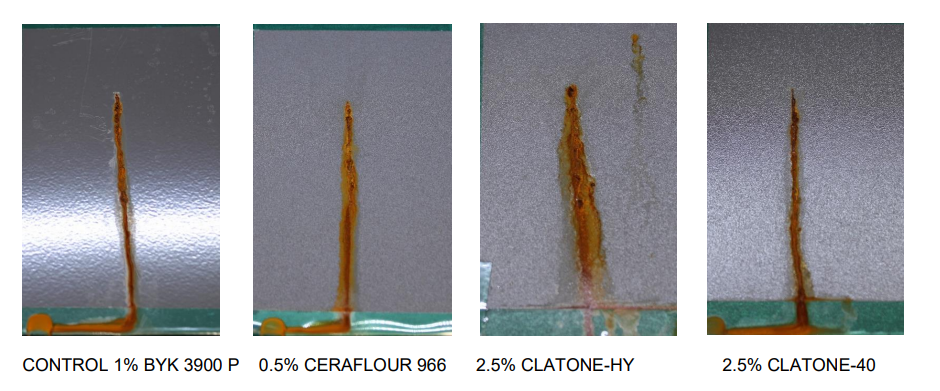 CONTROL 1% BYK 3900 P
0.5% CERAFLOUR 966
2.5% CLATONE-HY
2.5% CLATONE-40